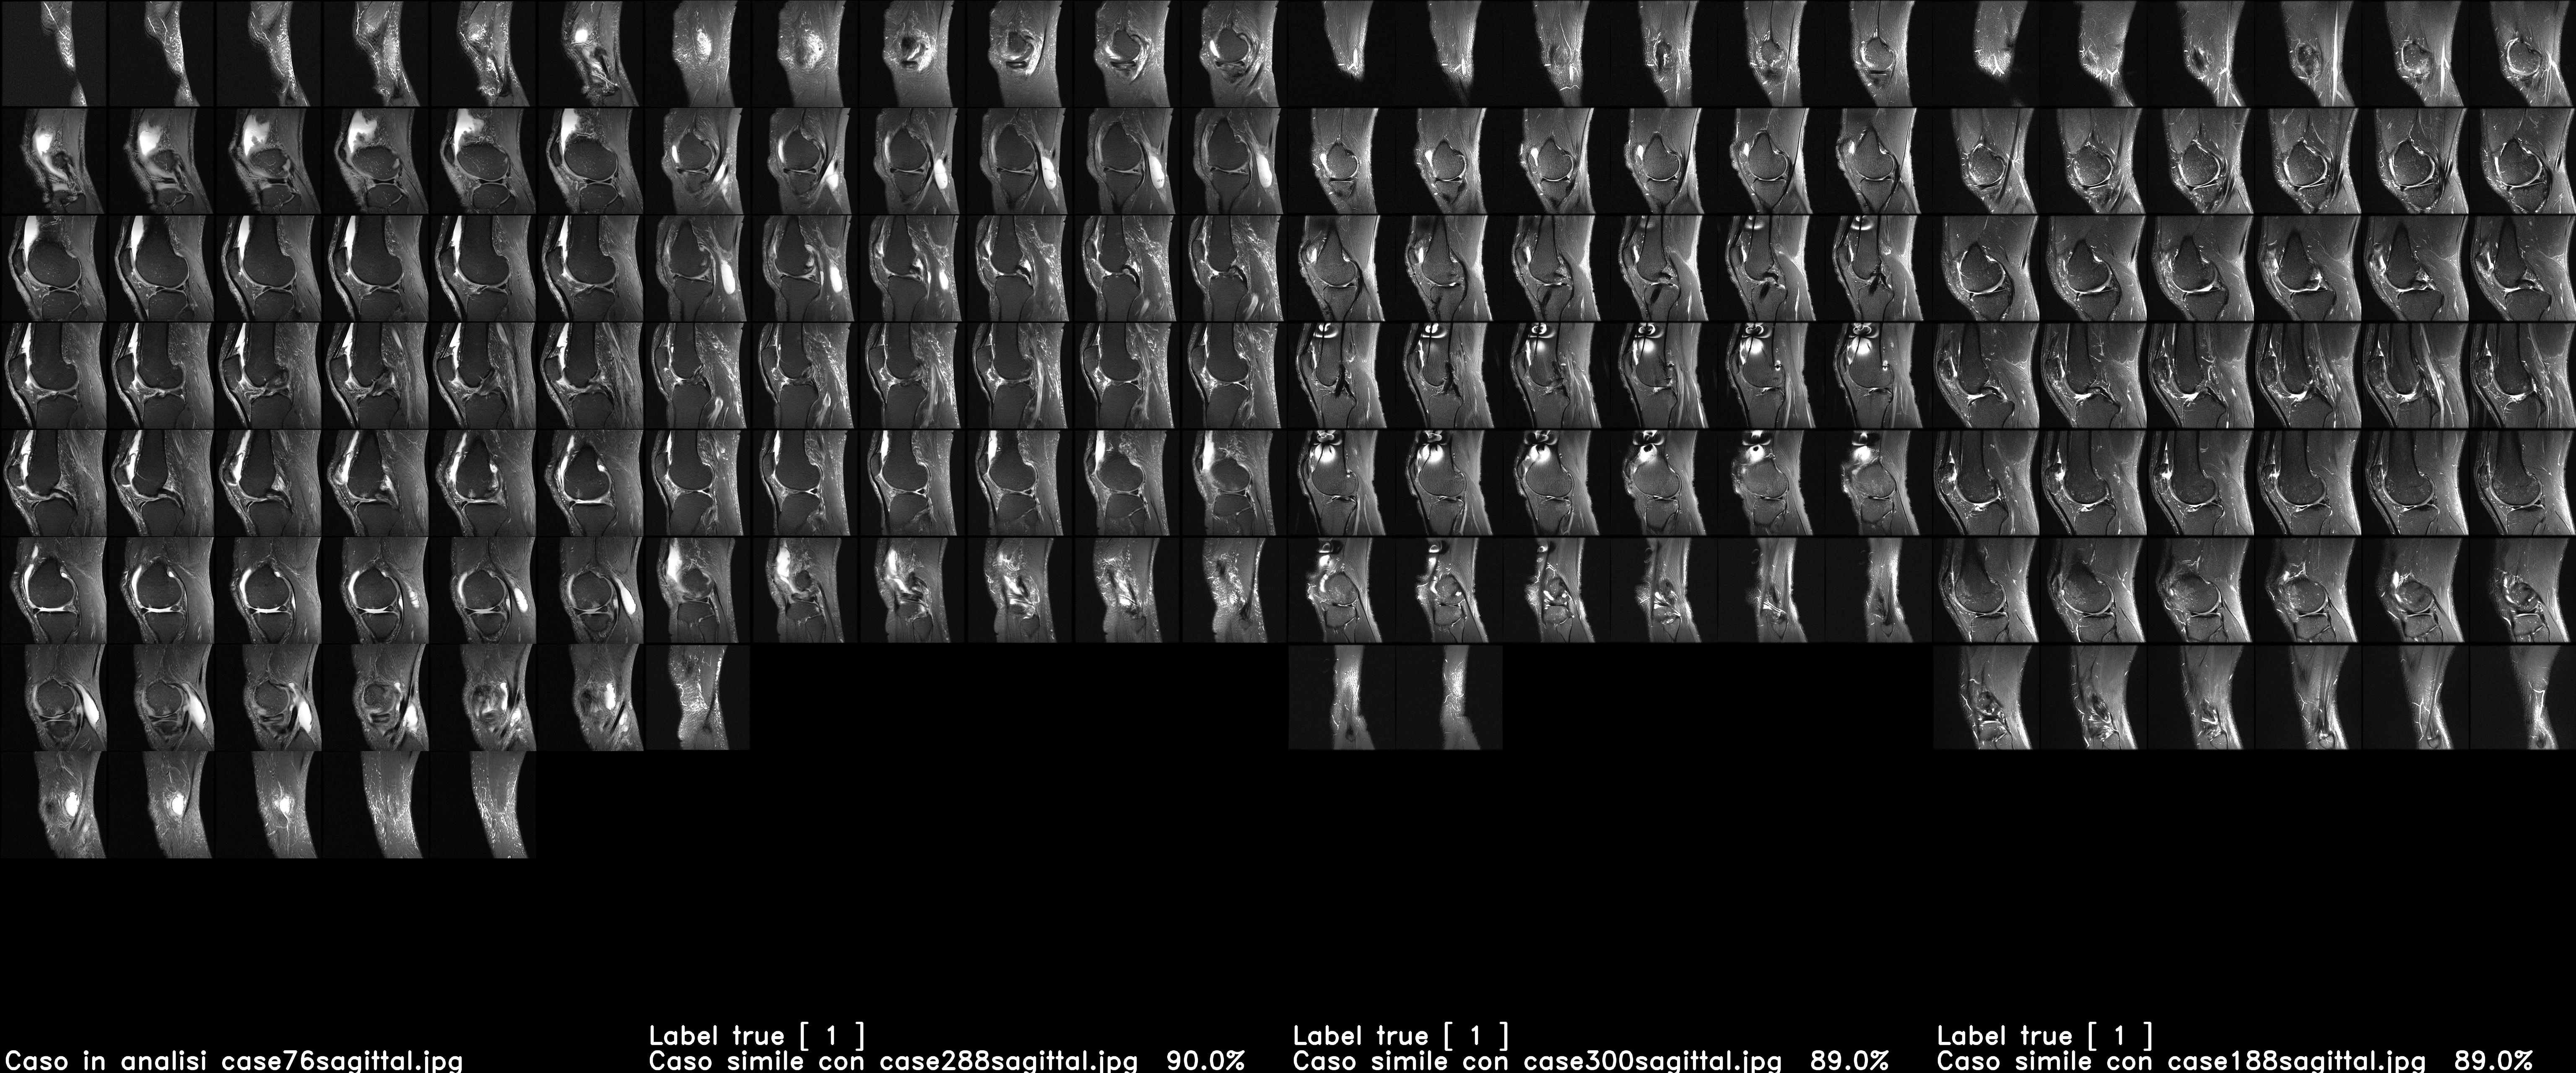 Caso in analisi case76sagittal.jpg
Label true [ 1 ]
Caso simile con case288sagittal.jpg 90.0%
Label true [ 1 ]
Caso simile con case300sagittal.jpg 89.0%
Label true [ 1 ]
Caso simile con case188sagittal.jpg 89.0%